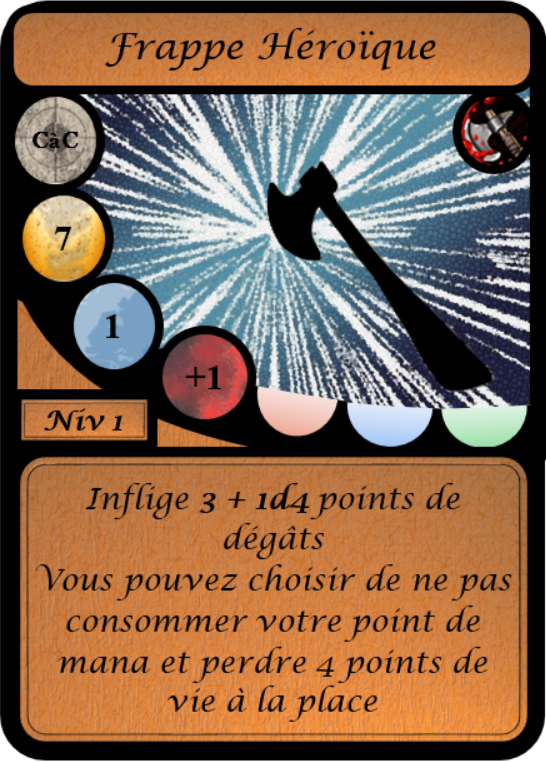 Frappe Héroïque
CàC
7
1
+1
Niv 1
Inflige 3 + 1d4 points de
dégâts
Vous pouvez choisir de ne pas
consommer votre point de
mana et perdre 4 points de
vie à la place